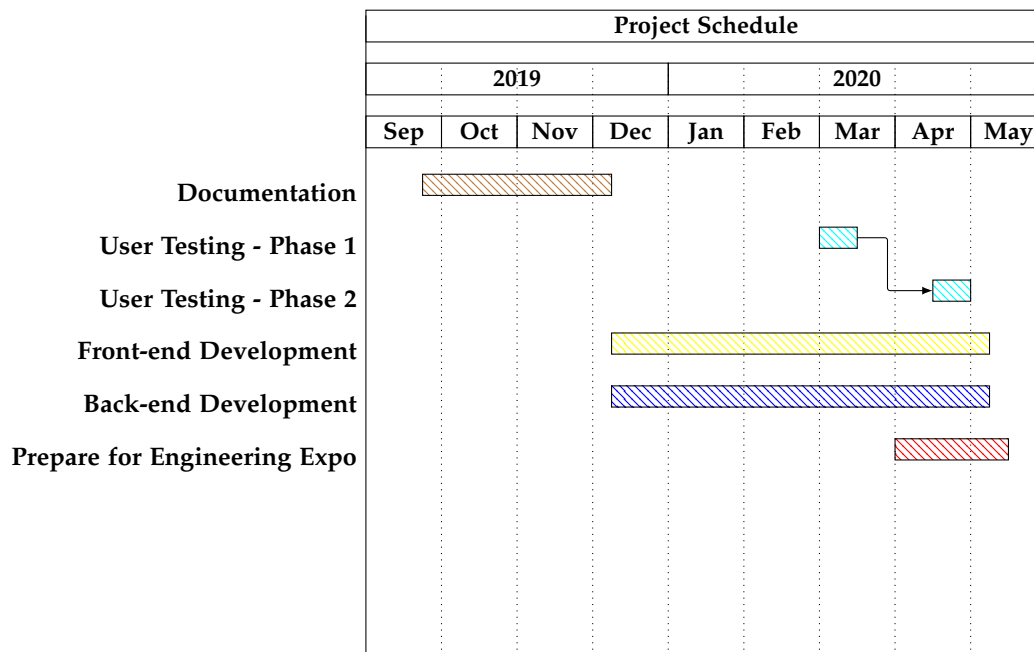 Project Schedule
2019 2020
Sep Oct Nov Dec Jan Feb Mar Apr May
Documentation
User Testing - Phase 1
User Testing - Phase 2
Front-end Development
Back-end Development
Prepare for Engineering Expo